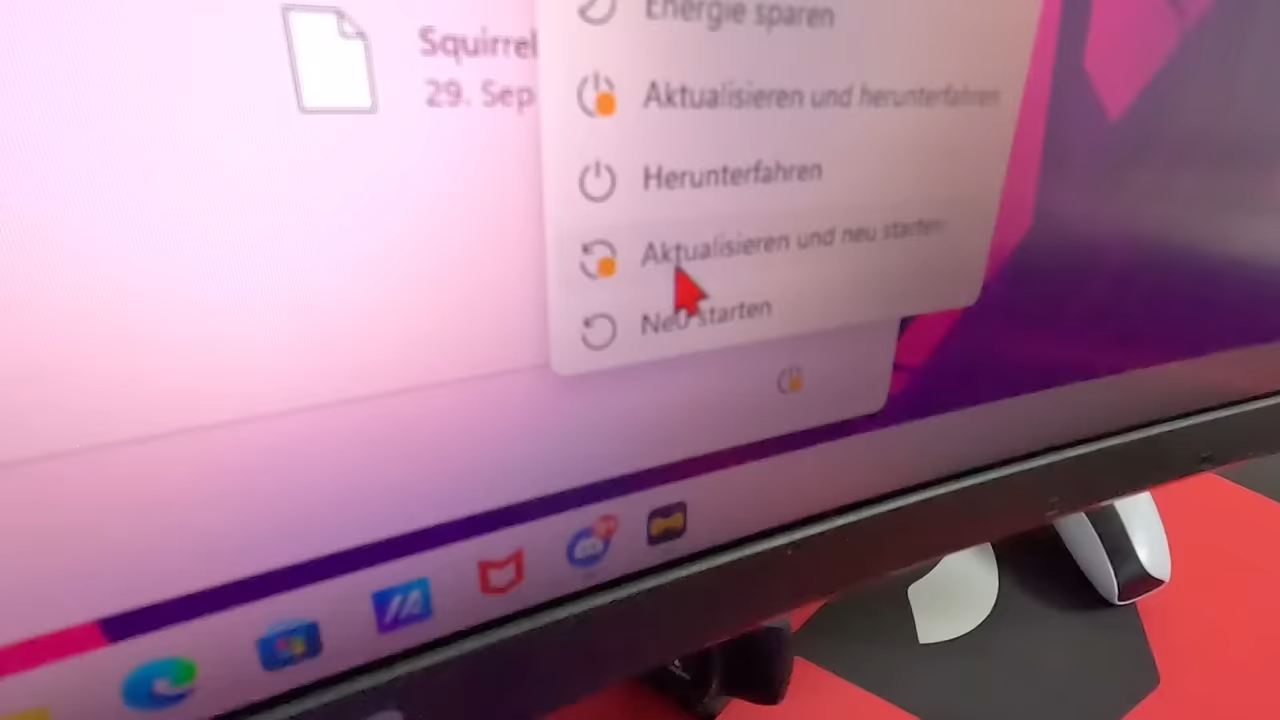 Energie sparen
Squirrel
29. Sep
Aktualisieren und herunterfahren
Herunterfahren
Aktualisieren und neu starten
Neu starten